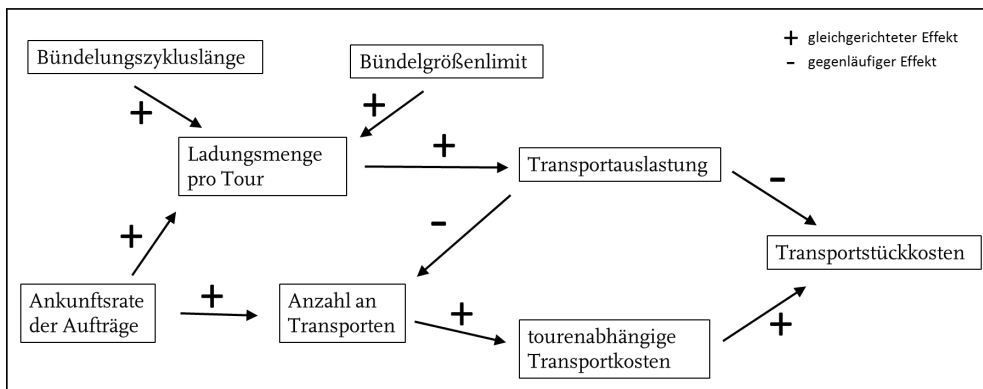 Bündelungszykluslänge
Bündelgrößenlimit
+ gleichgerichteter Effekt
- gegenläufiger Effekt
+
+
Ladungsmenge
pro Tour
+
Transportauslastung
-
+
-
Transportstückkosten
Ankunftsrate
der Aufträge
+
Anzahl an
Transporten
+
tourenabhängige
Transportkosten
+